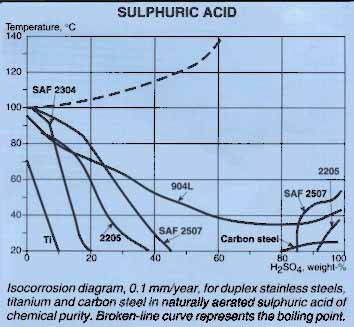 SULPHURIC ACID
Temperature, °C
140
120
SAF 2304
100
80
60
40
20
904L
2205
SAF 2507
Ti
2205
SAF 2507
Carbon steel
0
20
40
60
80
100
H₂SO₄, weight-%
Isocorrosion diagram, 0.1 mm/year, for duplex stainless steels,
titanium and carbon steel in naturally aerated sulphuric acid of
chemical purity. Broken-line curve represents the boiling point.